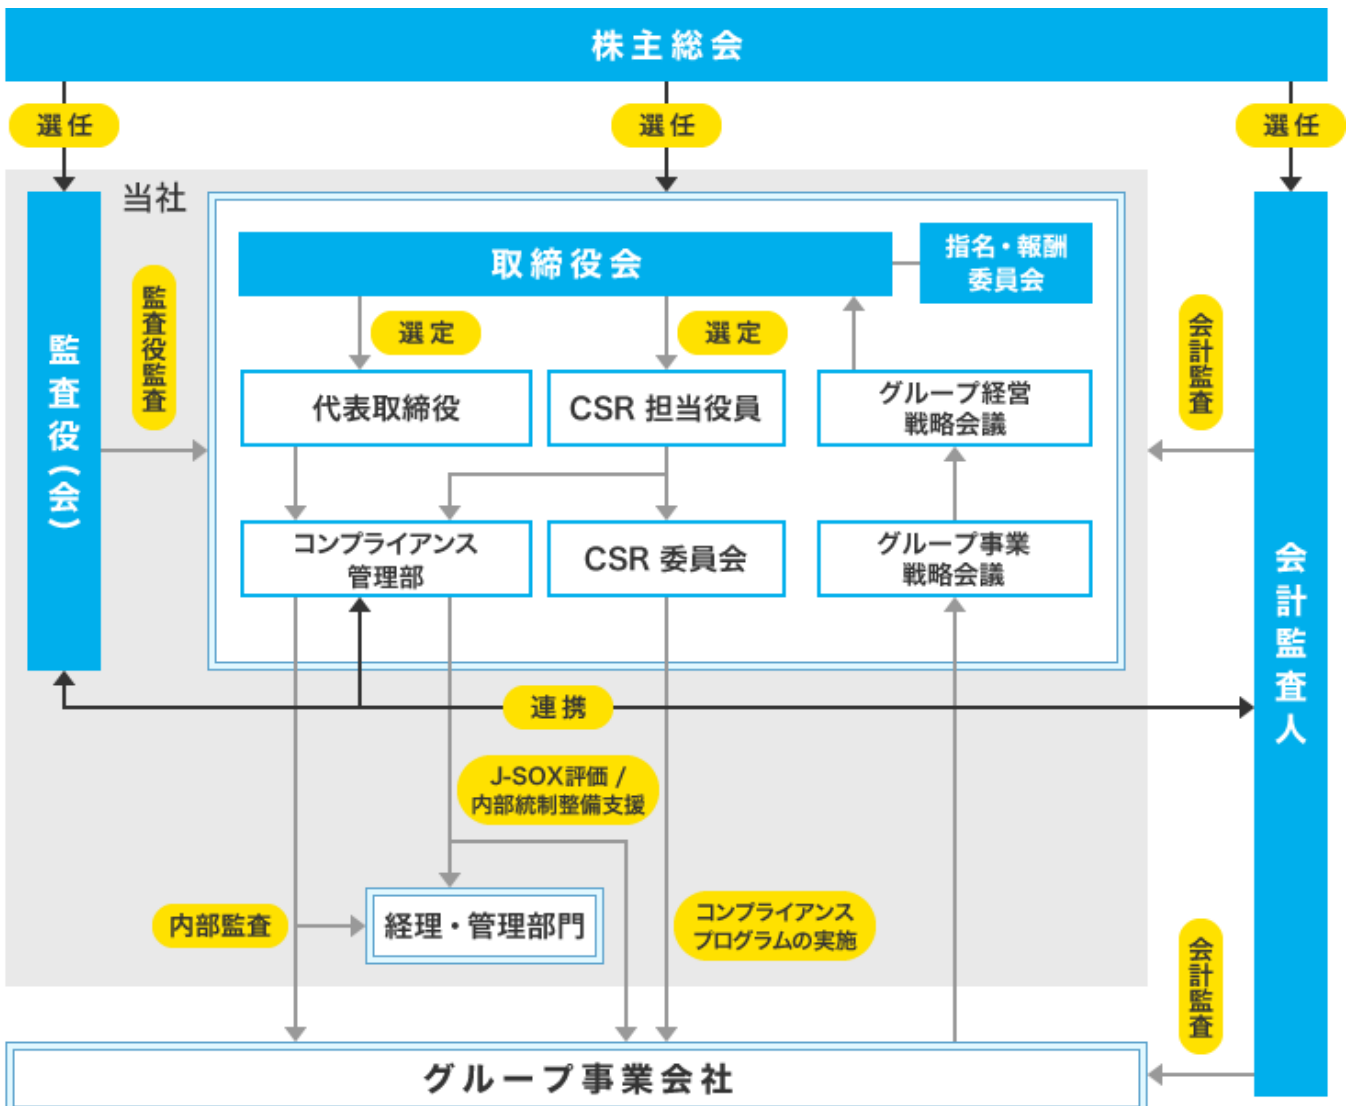 株主総会
選任
選任
選任
当社
監査役(会)
監査役監査
取締役会
指名・報酬
委員会
選定
選定
会計監査
代表取締役
CSR 担当役員
グループ経営
戦略会議
コンプライアンス
管理部
CSR 委員会
グループ事業
戦略会議
会計監査人
連携
J-SOX評価 /
内部統制整備支援
内部監査
経理・管理部門
コンプライアンス
プログラムの実施
会計監査
グループ事業会社